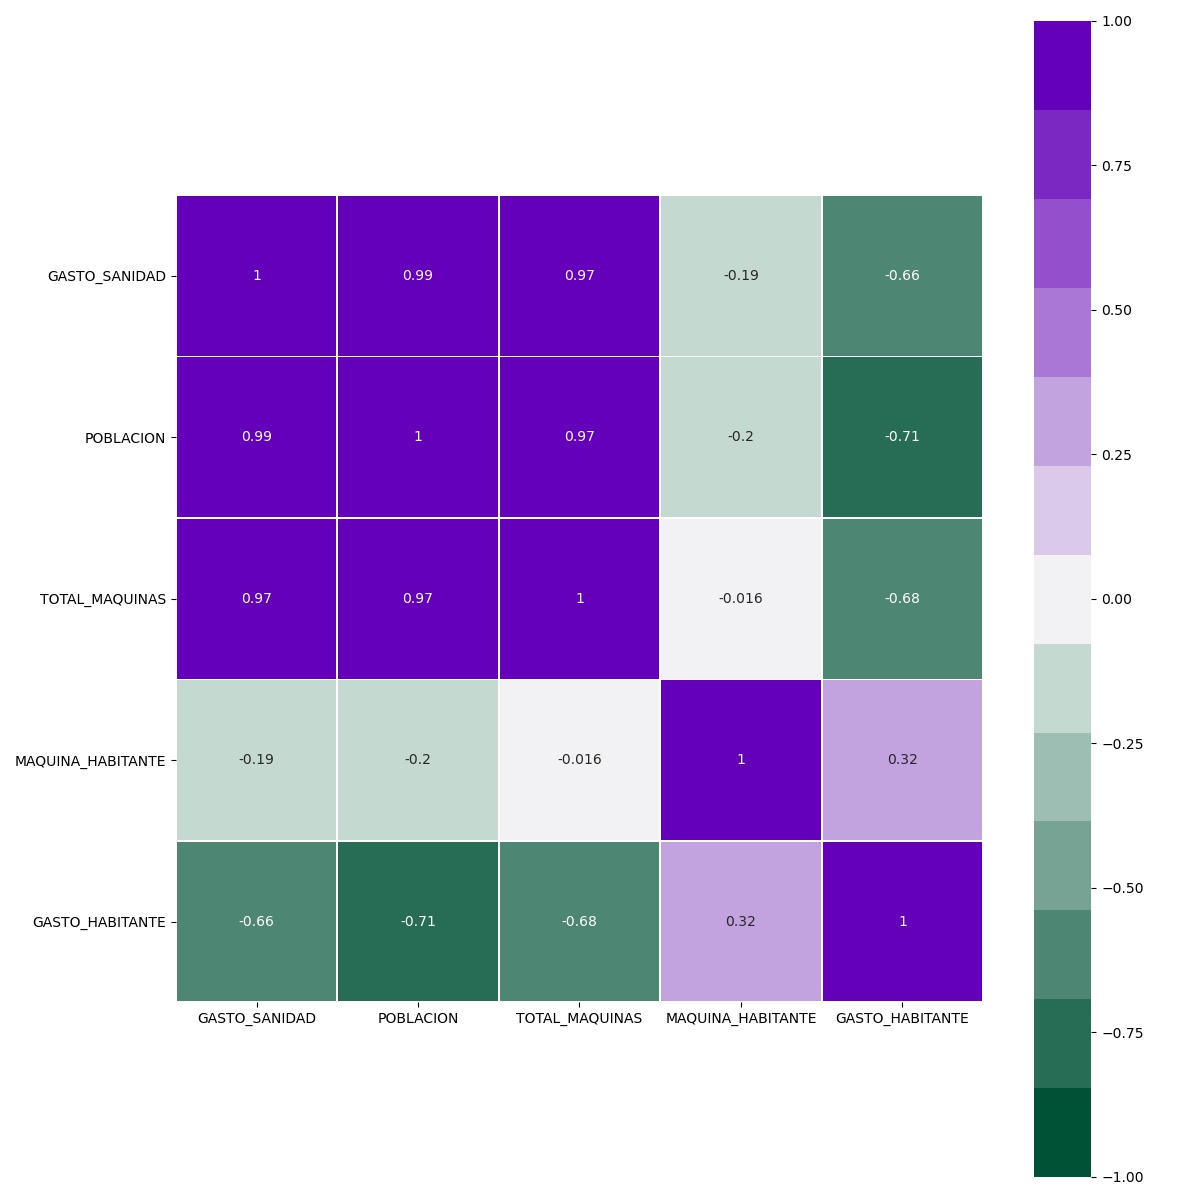 1.00
0.75
0.50
0.25
0.00
−0.25
−0.50
−0.75
−1.00
GASTO_SANIDAD 1 0.99 0.97 -0.19 -0.66
POBLACION 0.99 1 0.97 -0.2 -0.71
TOTAL_MAQUINAS 0.97 0.97 1 -0.016 -0.68
MAQUINA_HABITANTE -0.19 -0.2 -0.016 1 0.32
GASTO_HABITANTE -0.66 -0.71 -0.68 0.32 1
GASTO_SANIDAD POBLACION TOTAL_MAQUINAS MAQUINA_HABITANTE GASTO_HABITANTE